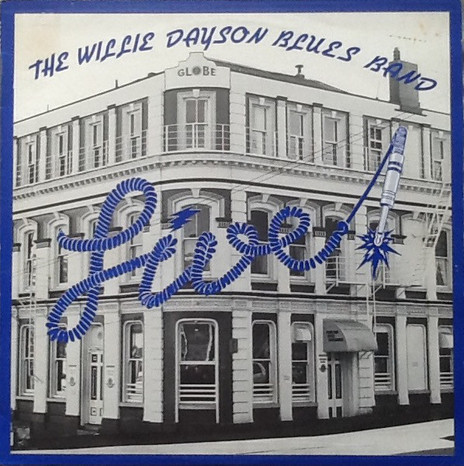 THE WILLIE DAYSON BLUES BAND
GLOBE
Live!